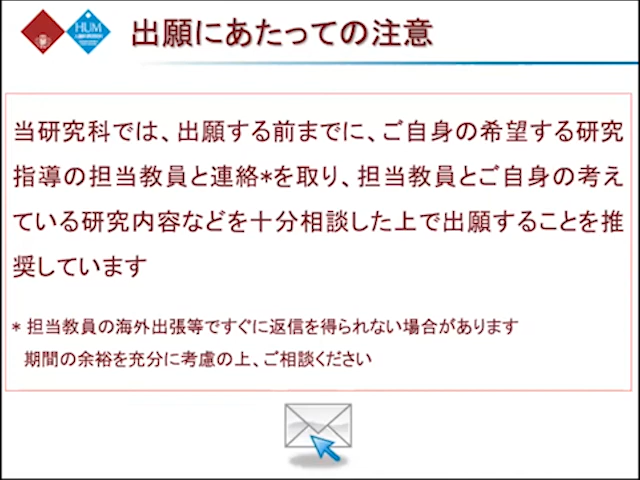 HUM
出願にあたっての注意
当研究科では、出願する前までに、ご自身の希望する研究
指導の担当教員と連絡*を取り、担当教員とご自身の考え
ている研究内容などを十分相談した上で出願することを推
奨しています
* 担当教員の海外出張等ですぐに返信を得られない場合があります
期間の余裕を充分に考慮の上、ご相談ください